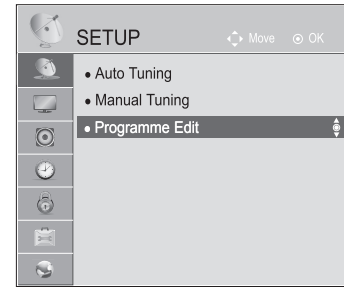 SETUP
Move OK
• Auto Tuning
• Manual Tuning
• Programme Edit